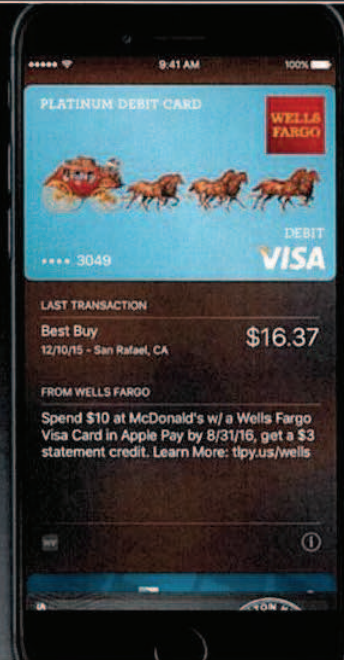 9:41 AM
100%
PLATINUM DEBIT CARD
WELLS
FARGO
DEBIT
•••• 3049
VISA
LAST TRANSACTION
Best Buy
$16.37
12/10/15 - San Rafael, CA
FROM WELLS FARGO
Spend $10 at McDonald's w/ a Wells Fargo
Visa Card in Apple Pay by 8/31/16, get a $3
statement credit. Learn More: tlpy.us/wells